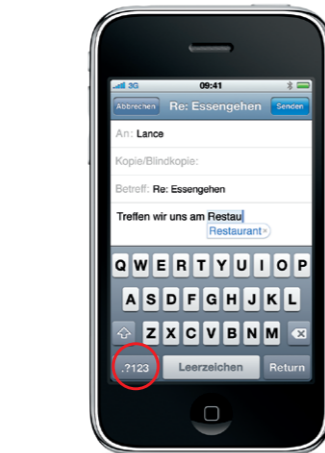 3G 09:41
Abbrechen Re: Essengehen Senden
An: Lance
Kopie/Blindkopie:
Betreff: Re: Essengehen
Treffen wir uns am Restau
Restaurant×
Q W E R T Y U I O P
A S D F G H J K L
Z X C V B N M
.?123 Leerzeichen Return